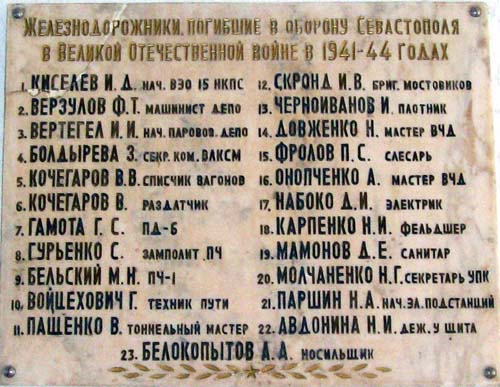 Железнодорожники, погибшие в оборону Севастополя
в Великой Отечественной войне в 1941-44 годах
1. Киселев И.Д. нач. ВЭО 15 НКПС
2. Верзулов Ф.Т. машинист депо
3. Вертегел И.И. нач. паровоз. депо
4. Болдырева З. секр. ком. ВЛКСМ
5. Кочегаров В.В. списчик вагонов
6. Кочегаров В. раздатчик
7. Гамота Г.С. ПД-6
8. Гурьенко С. замполит ПЧ
9. Бельский М.Н. ПЧ-1
10. Войцехович Г. техник пути
11. Пащенко В. тоннельный мастер
12. Скронд И.В. бриг. мостовиков
13. Черноиванов И. плотник
14. Довженко Н. мастер ВЧД
15. Фролов П.С. слесарь
16. Онопченко А. мастер ВЧД
17. Набоко Д.И. электрик
18. Карпенко Н.И. фельдшер
19. Мамонов Д.Е. санитар
20. Молчаненко Н.Г. секретарь УПК
21. Паршин Н.А. нач. эл. подстанций
22. Авдонина Н.И. деж. у щита
23. Белокопытов А.А. носильщик